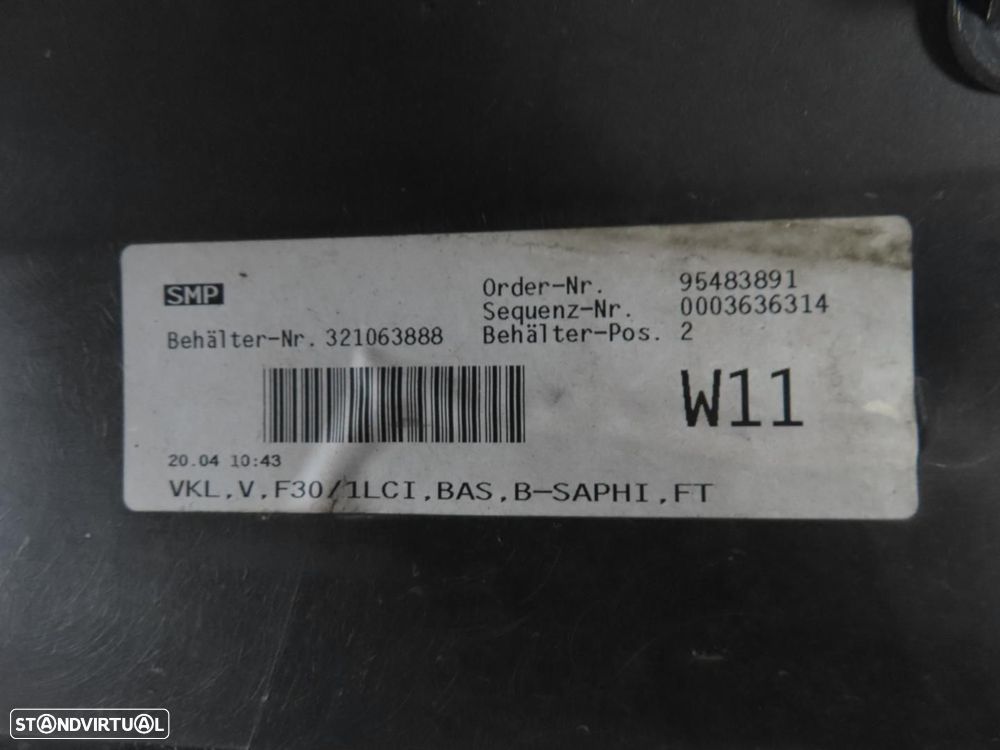 SMP
Order-Nr. 95483891
Sequenz-Nr. 0003636314
Behälter-Nr. 321063888 Behälter-Pos. 2
W11
20.04 10:43
VKL,V,F30/1LCI,BAS,B-SAPHI,FT
STANDVIRTUAL